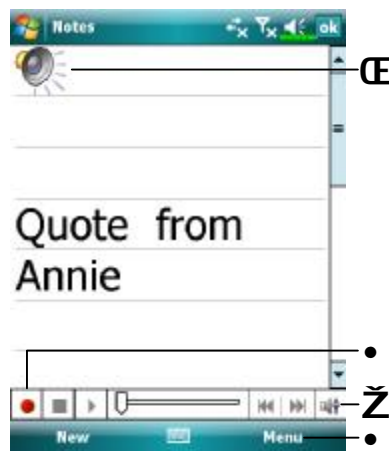 Notes ok
Œ
Quote from
Annie
•
Ž
New Menu
•